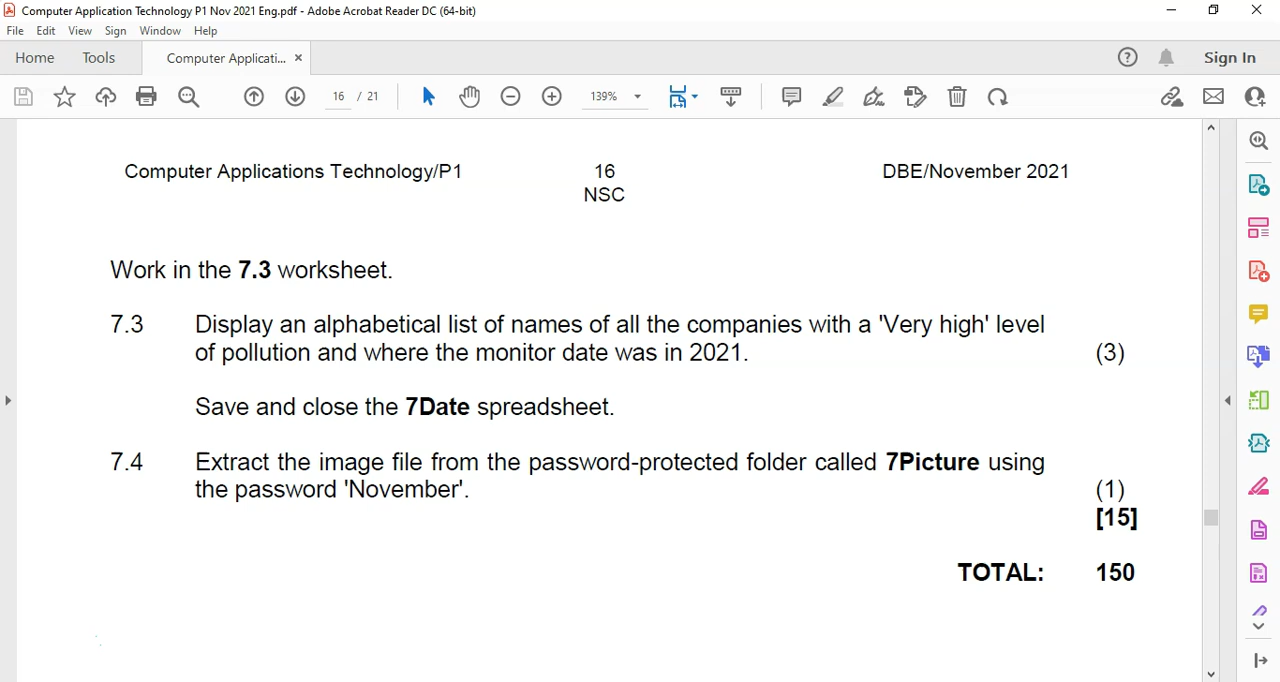 Computer Application Technology P1 Nov 2021 Eng.pdf - Adobe Acrobat Reader DC (64-bit)
File Edit View Sign Window Help
Home Tools Computer Applicati... × Sign In
16 / 21 139%
Computer Applications Technology/P1 16 DBE/November 2021
NSC
Work in the 7.3 worksheet.
7.3 Display an alphabetical list of names of all the companies with a 'Very high' level
of pollution and where the monitor date was in 2021. (3)
Save and close the 7Date spreadsheet.
7.4 Extract the image file from the password-protected folder called 7Picture using
the password 'November'. (1)
[15]
TOTAL: 150